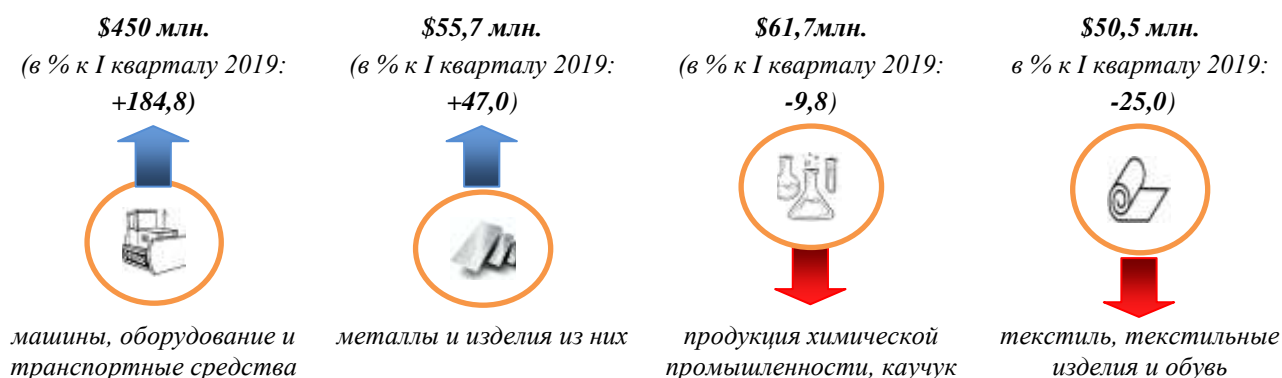 $450 млн.
(в % к I кварталу 2019:
+184,8)
машины, оборудование и
транспортные средства
$55,7 млн.
(в % к I кварталу 2019:
+47,0)
металлы и изделия из них
$61,7млн.
(в % к I кварталу 2019:
-9,8)
продукция химической
промышленности, каучук
$50,5 млн.
в % к I кварталу 2019:
-25,0)
текстиль, текстильные
изделия и обувь